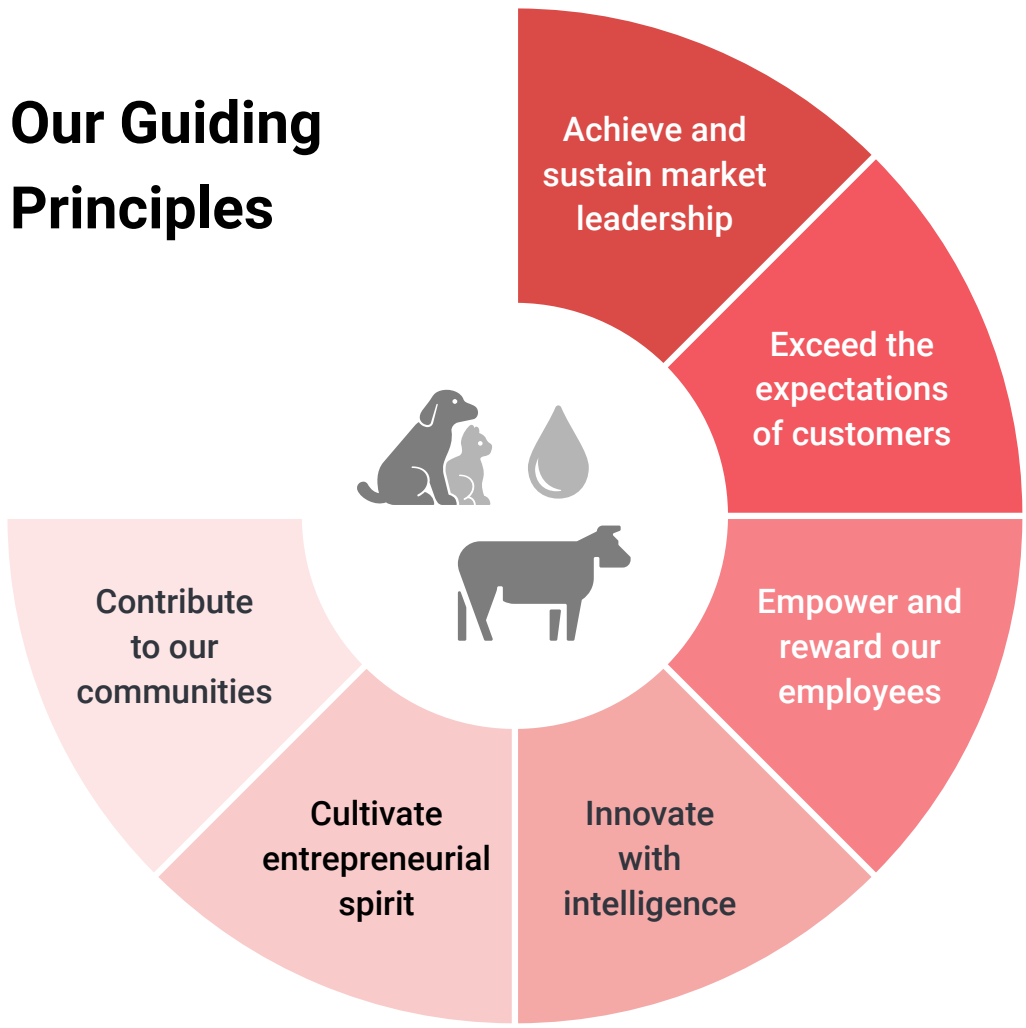 Our Guiding
Principles
Achieve and
sustain market
leadership
Exceed the
expectations
of customers
Empower and
reward our
employees
Innovate
with
intelligence
Cultivate
entrepreneurial
spirit
Contribute
to our
communities